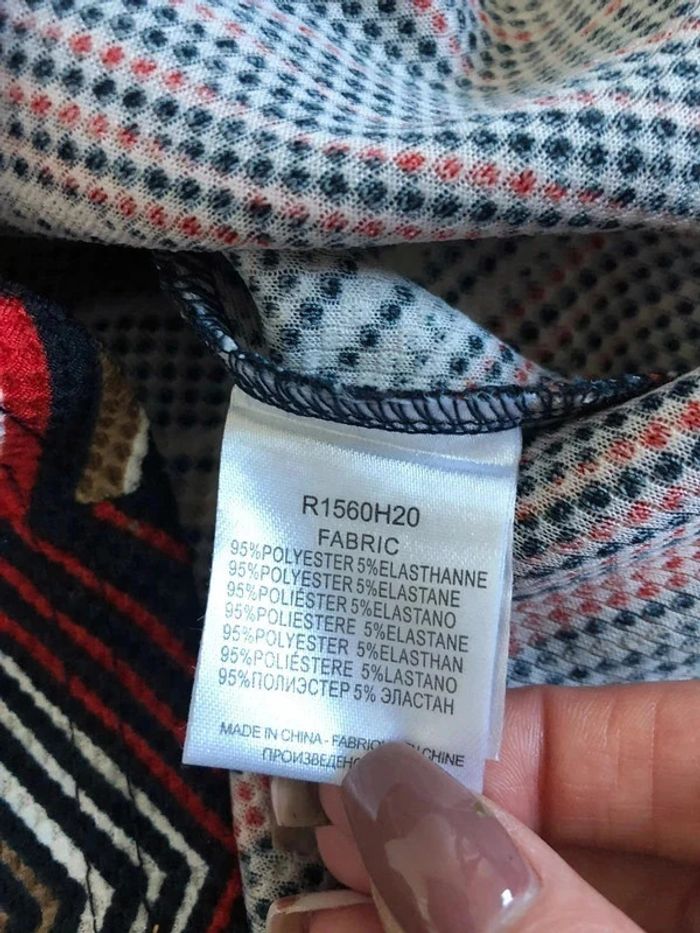 R1560H20
FABRIC
95%POLYESTER 5%ELASTHANNE
95%POLYESTER 5%ELASTANE
95%POLIÉSTER 5%ELASTANO
95%POLIESTERE 5%ELASTANE
95%POLYESTER 5%ELASTHAN
95%POLIÉSTERE 5%LASTANO
95%ПОЛИЭСТЕР 5% ЭЛАСТАН
MADE IN CHINA - CHINE